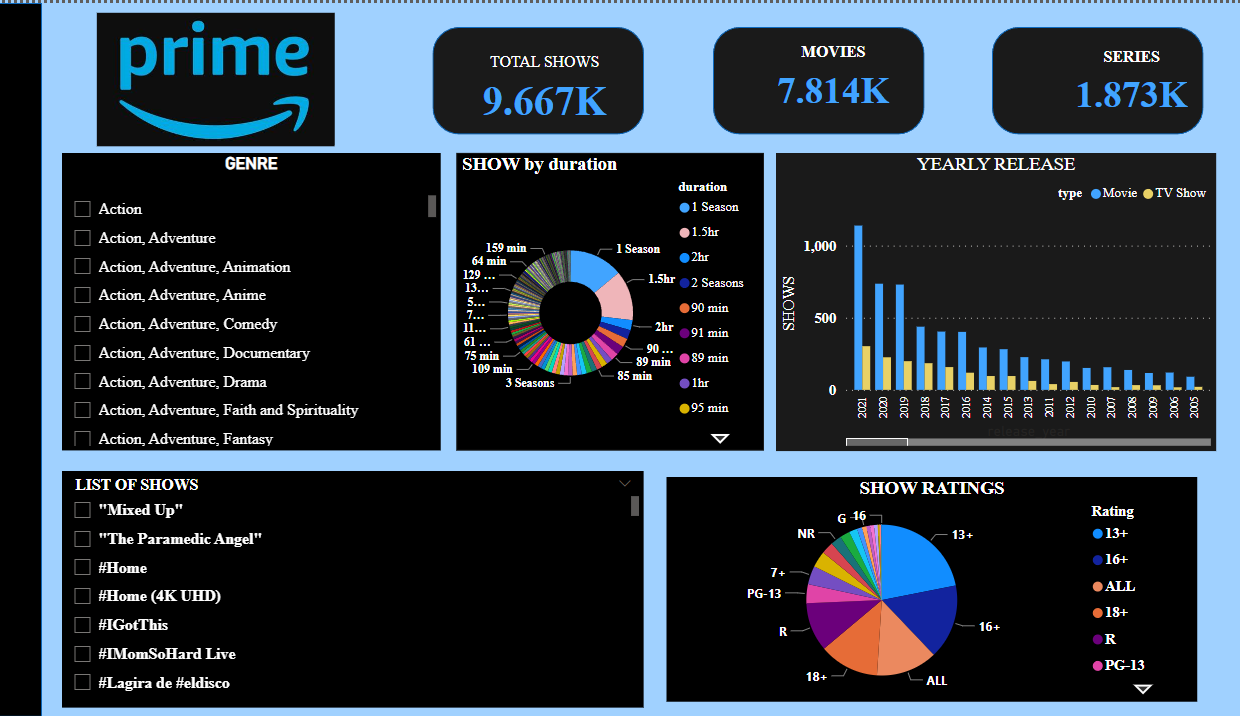 prime
TOTAL SHOWS
9.667K
MOVIES
7.814K
SERIES
1.873K
GENRE
Action
Action, Adventure
Action, Adventure, Animation
Action, Adventure, Anime
Action, Adventure, Comedy
Action, Adventure, Documentary
Action, Adventure, Drama
Action, Adventure, Faith and Spirituality
Action, Adventure, Fantasy
SHOW by duration
159 min
64 min
129 ...
13...
5...
7...
11...
61 ...
75 min
109 min
3 Seasons
1 Season
1.5hr
2hr
90 ...
89 min
85 min
duration
1 Season
1.5hr
2hr
2 Seasons
90 min
91 min
89 min
1hr
95 min
YEARLY RELEASE
type Movie TV Show
SHOWS
1,000
500
0
2021
2020
2019
2018
2017
2016
2014
2015
2013
2011
2012
2010
2007
2008
2009
2006
2005
release_year
LIST OF SHOWS
"Mixed Up"
"The Paramedic Angel"
#Home
#Home (4K UHD)
#IGotThis
#IMomSoHard Live
#Lagira de #eldisco
SHOW RATINGS
G
16
NR
7+
PG-13
R
18+
ALL
16+
13+
Rating
13+
16+
ALL
18+
R
PG-13